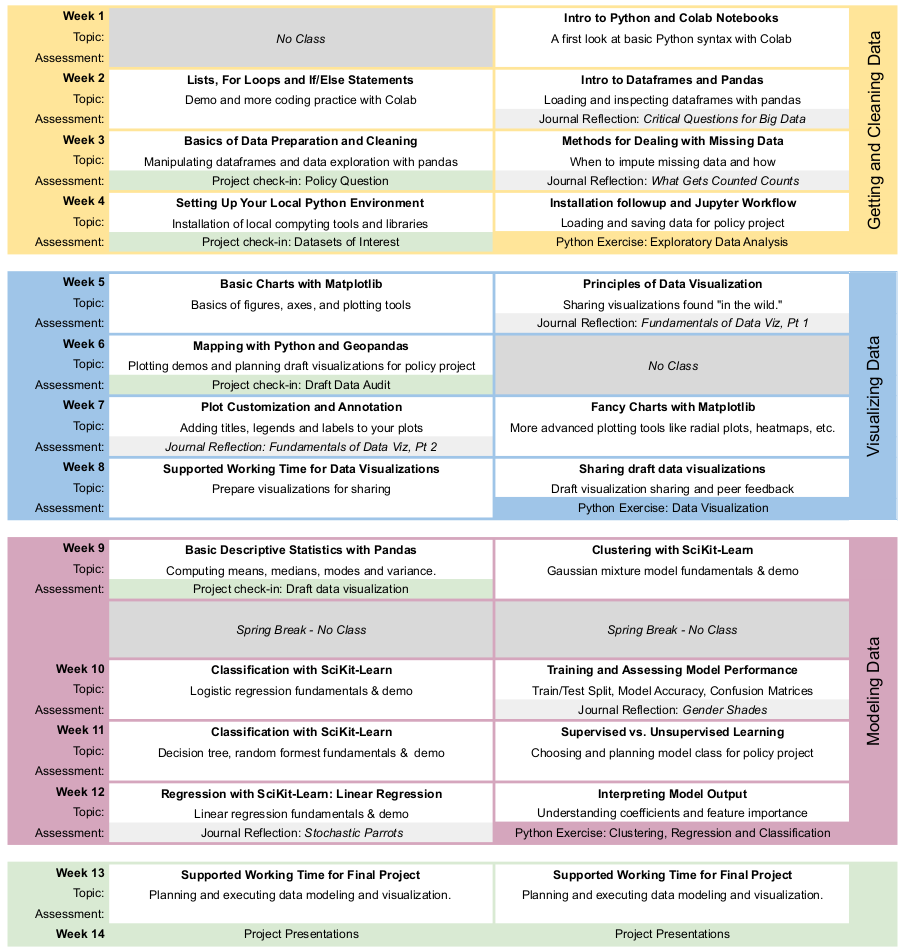 Week 1
Intro to Python and Colab Notebooks
Topic:
No Class
A first look at basic Python syntax with Colab
Assessment:
Week 2
Lists, For Loops and If/Else Statements
Intro to Dataframes and Pandas
Topic:
Demo and more coding practice with Colab
Loading and inspecting dataframes with pandas
Assessment:
Journal Reflection: Critical Questions for Big Data
Week 3
Basics of Data Preparation and Cleaning
Methods for Dealing with Missing Data
Topic:
Manipulating dataframes and data exploration with pandas
When to impute missing data and how
Assessment:
Project check-in: Policy Question
Journal Reflection: What Gets Counted Counts
Week 4
Setting Up Your Local Python Environment
Installation followup and Jupyter Workflow
Topic:
Installation of local computing tools and libraries
Loading and saving data for policy project
Assessment:
Project check-in: Datasets of Interest
Python Exercise: Exploratory Data Analysis
Getting and Cleaning Data
Week 5
Basic Charts with Matplotlib
Principles of Data Visualization
Topic:
Basics of figures, axes, and plotting tools
Sharing visualizations found "in the wild."
Assessment:
Journal Reflection: Fundamentals of Data Viz, Pt 1
Week 6
Mapping with Python and Geopandas
Topic:
Plotting demos and planning draft visualizations for policy project
No Class
Assessment:
Project check-in: Draft Data Audit
Week 7
Plot Customization and Annotation
Fancy Charts with Matplotlib
Topic:
Adding titles, legends and labels to your plots
More advanced plotting tools like radial plots, heatmaps, etc.
Assessment:
Journal Reflection: Fundamentals of Data Viz, Pt 2
Week 8
Supported Working Time for Data Visualizations
Sharing draft data visualizations
Topic:
Prepare visualizations for sharing
Draft visualization sharing and peer feedback
Assessment:
Python Exercise: Data Visualization
Visualizing Data
Week 9
Basic Descriptive Statistics with Pandas
Clustering with SciKit-Learn
Topic:
Computing means, medians, modes and variance.
Gaussian mixture model fundamentals & demo
Assessment:
Project check-in: Draft data visualization
Spring Break - No Class
Spring Break - No Class
Week 10
Classification with SciKit-Learn
Training and Assessing Model Performance
Topic:
Logistic regression fundamentals & demo
Train/Test Split, Model Accuracy, Confusion Matrices
Assessment:
Journal Reflection: Gender Shades
Week 11
Classification with SciKit-Learn
Supervised vs. Unsupervised Learning
Topic:
Decision tree, random formest fundamentals & demo
Choosing and planning model class for policy project
Assessment:
Week 12
Regression with SciKit-Learn: Linear Regression
Interpreting Model Output
Topic:
Linear regression fundamentals & demo
Understanding coefficients and feature importance
Assessment:
Journal Reflection: Stochastic Parrots
Python Exercise: Clustering, Regression and Classification
Modeling Data
Week 13
Supported Working Time for Final Project
Supported Working Time for Final Project
Topic:
Planning and executing data modeling and visualization.
Planning and executing data modeling and visualization.
Assessment:
Week 14
Project Presentations
Project Presentations